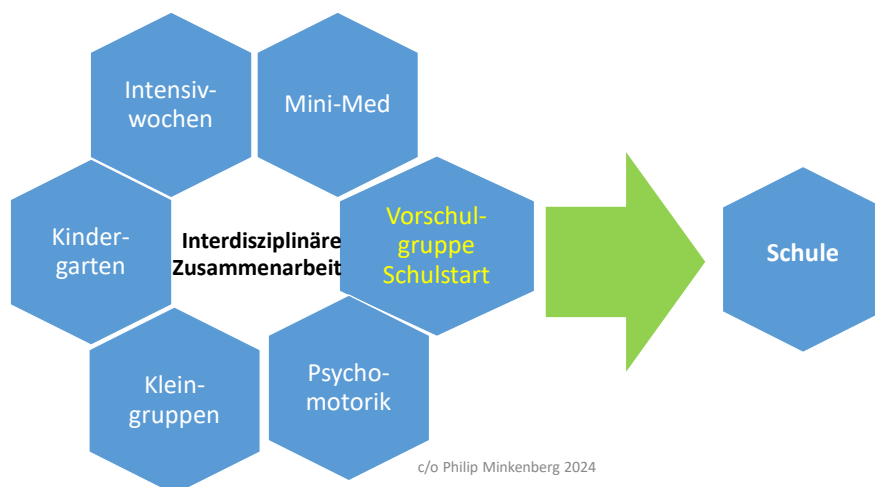 Intensiv-
wochen
Mini-Med
Kinder-
garten
Interdisziplinäre
Zusammenarbeit
Vorschul-
gruppe
Schulstart
Schule
Klein-
gruppen
Psycho-
motorik
c/o Philip Minkenberg 2024